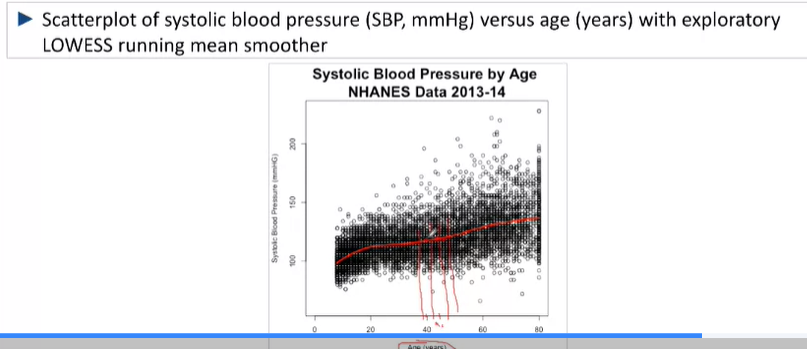 ▶ Scatterplot of systolic blood pressure (SBP, mmHg) versus age (years) with exploratory
LOWESS running mean smoother
Systolic Blood Pressure by Age
NHANES Data 2013-14
Systolic Blood Pressure (mmHG)
200
150
100
0 20 40 60 80
Age (years)